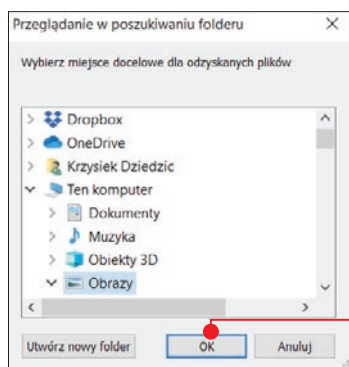 Przeglądanie w poszukiwaniu folderu
Wybierz miejsce docelowe dla odzyskanych plików
Dropbox
OneDrive
Krzysiek Dziedzic
Ten komputer
Dokumenty
Muzyka
Obiekty 3D
Obrazy
Utwórz nowy folder OK Anuluj